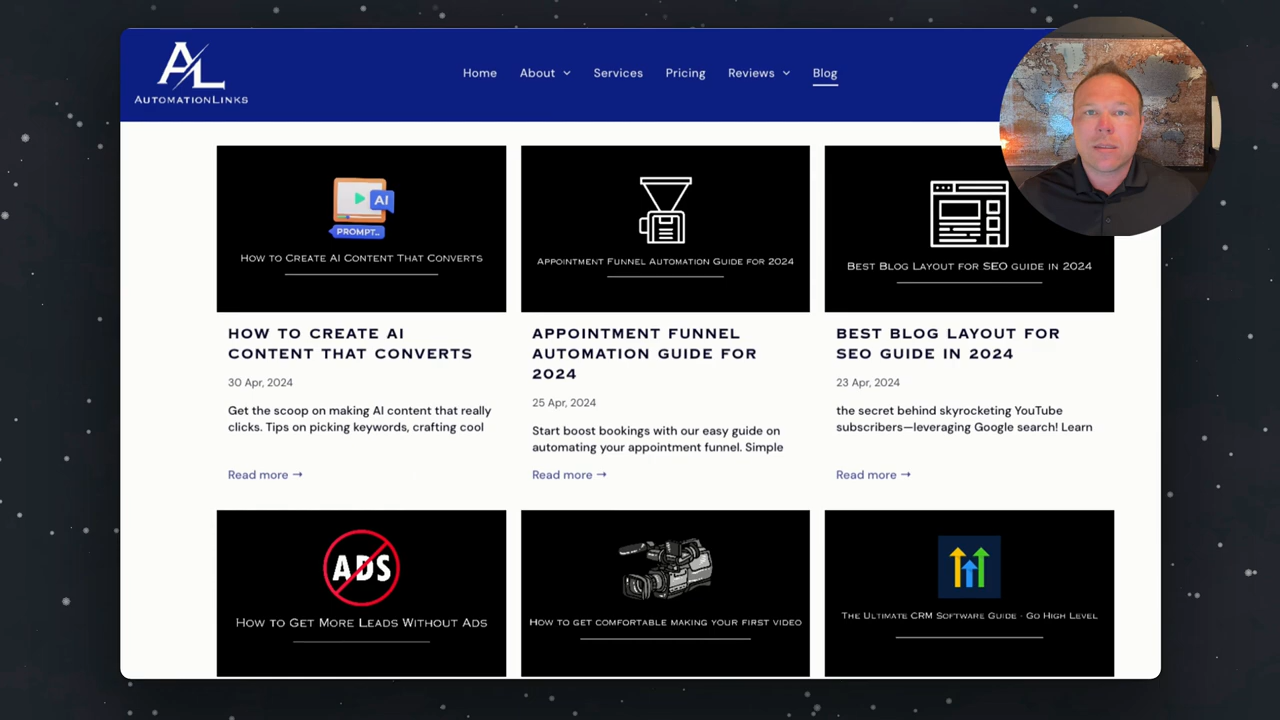 AL
AUTOMATIONLINKS
Home About Services Pricing Reviews Blog
AI
PROMPT...
HOW TO CREATE AI CONTENT THAT CONVERTS
APPOINTMENT FUNNEL AUTOMATION GUIDE FOR 2024
BEST BLOG LAYOUT FOR SEO GUIDE IN 2024
HOW TO CREATE AI
CONTENT THAT CONVERTS
30 Apr, 2024
Get the scoop on making AI content that really
clicks. Tips on picking keywords, crafting cool
Read more →
APPOINTMENT FUNNEL
AUTOMATION GUIDE FOR
2024
25 Apr, 2024
Start boost bookings with our easy guide on
automating your appointment funnel. Simple
Read more →
BEST BLOG LAYOUT FOR
SEO GUIDE IN 2024
23 Apr, 2024
the secret behind skyrocketing YouTube
subscribers—leveraging Google search! Learn
Read more →
ADS
HOW TO GET MORE LEADS WITHOUT ADS
HOW TO GET COMFORTABLE MAKING YOUR FIRST VIDEO
THE ULTIMATE CRM SOFTWARE GUIDE - GO HIGH LEVEL